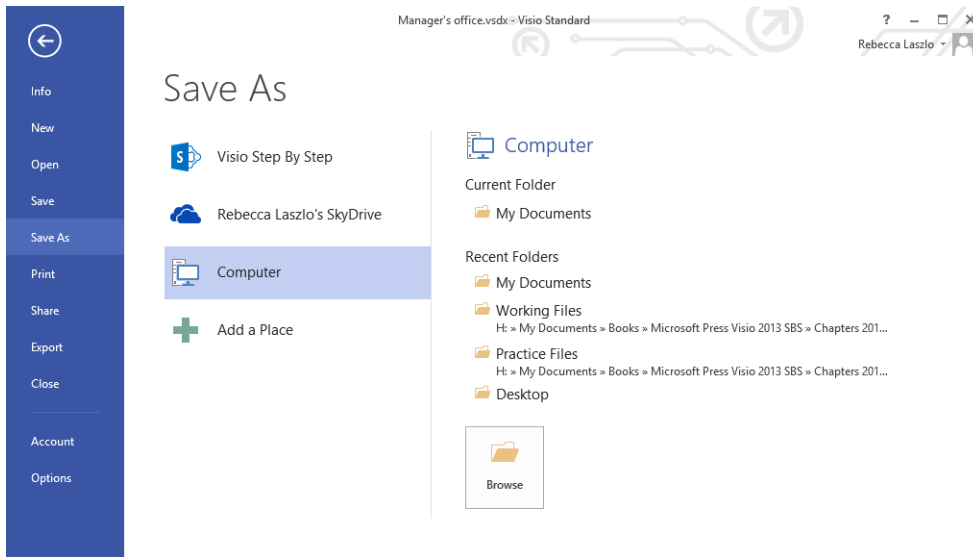 Manager's office.vsdx - Visio Standard
?
Rebecca Laszlo
Info
New
Open
Save
Save As
Print
Share
Export
Close
Account
Options
Save As
Visio Step By Step
Rebecca Laszlo's SkyDrive
Computer
Add a Place
Computer
Current Folder
My Documents
Recent Folders
My Documents
Working Files
H: » My Documents » Books » Microsoft Press Visio 2013 SBS » Chapters 201...
Practice Files
H: » My Documents » Books » Microsoft Press Visio 2013 SBS » Chapters 201...
Desktop
Browse